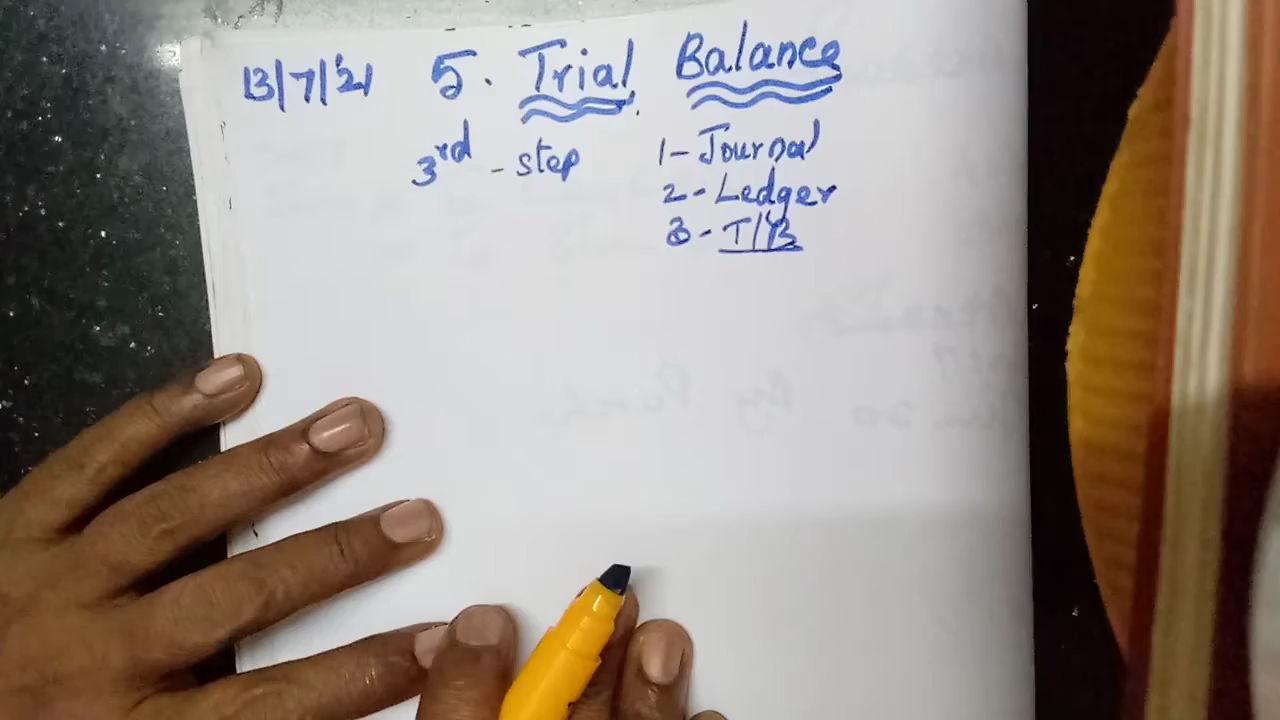 13/7/'21 5. Trial Balance
3rd - step
1 - Journal
2 - Ledger
3 - T/B